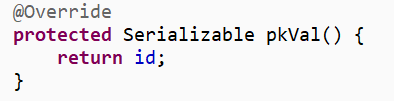 @Override
protected Serializable pkVal() {
    return id;
}